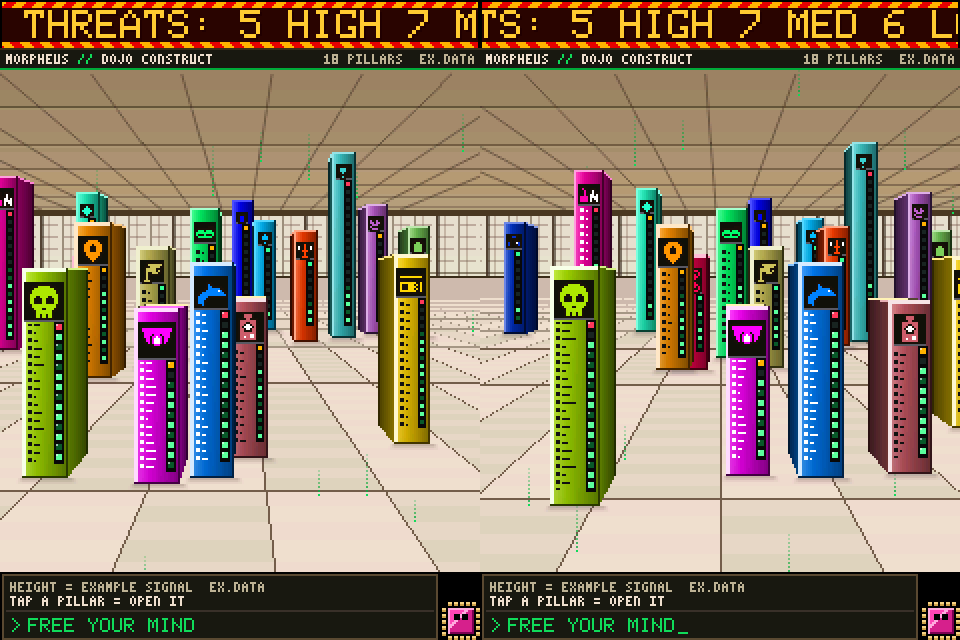 THREATS: 5 HIGH 7 M
MORPHEUS // DOJO CONSTRUCT 18 PILLARS EX.DATA
HEIGHT = EXAMPLE SIGNAL EX.DATA
TAP A PILLAR = OPEN IT
>FREE YOUR MIND
TS: 5 HIGH 7 MED 6 L
MORPHEUS // DOJO CONSTRUCT 18 PILLARS EX.DATA
HEIGHT = EXAMPLE SIGNAL EX.DATA
TAP A PILLAR = OPEN IT
>FREE YOUR MIND_